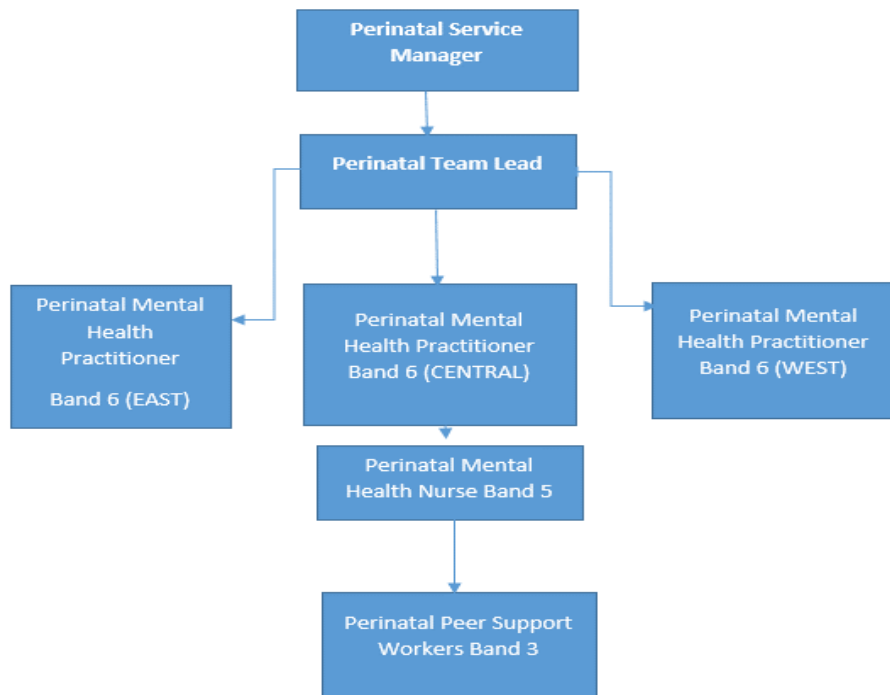 Perinatal Service
Manager
Perinatal Team Lead
Perinatal Mental
Health
Practitioner
Band 6 (EAST)
Perinatal Mental
Health Practitioner
Band 6 (CENTRAL)
Perinatal Mental
Health Practitioner
Band 6 (WEST)
Perinatal Mental
Health Nurse Band 5
Perinatal Peer Support
Workers Band 3